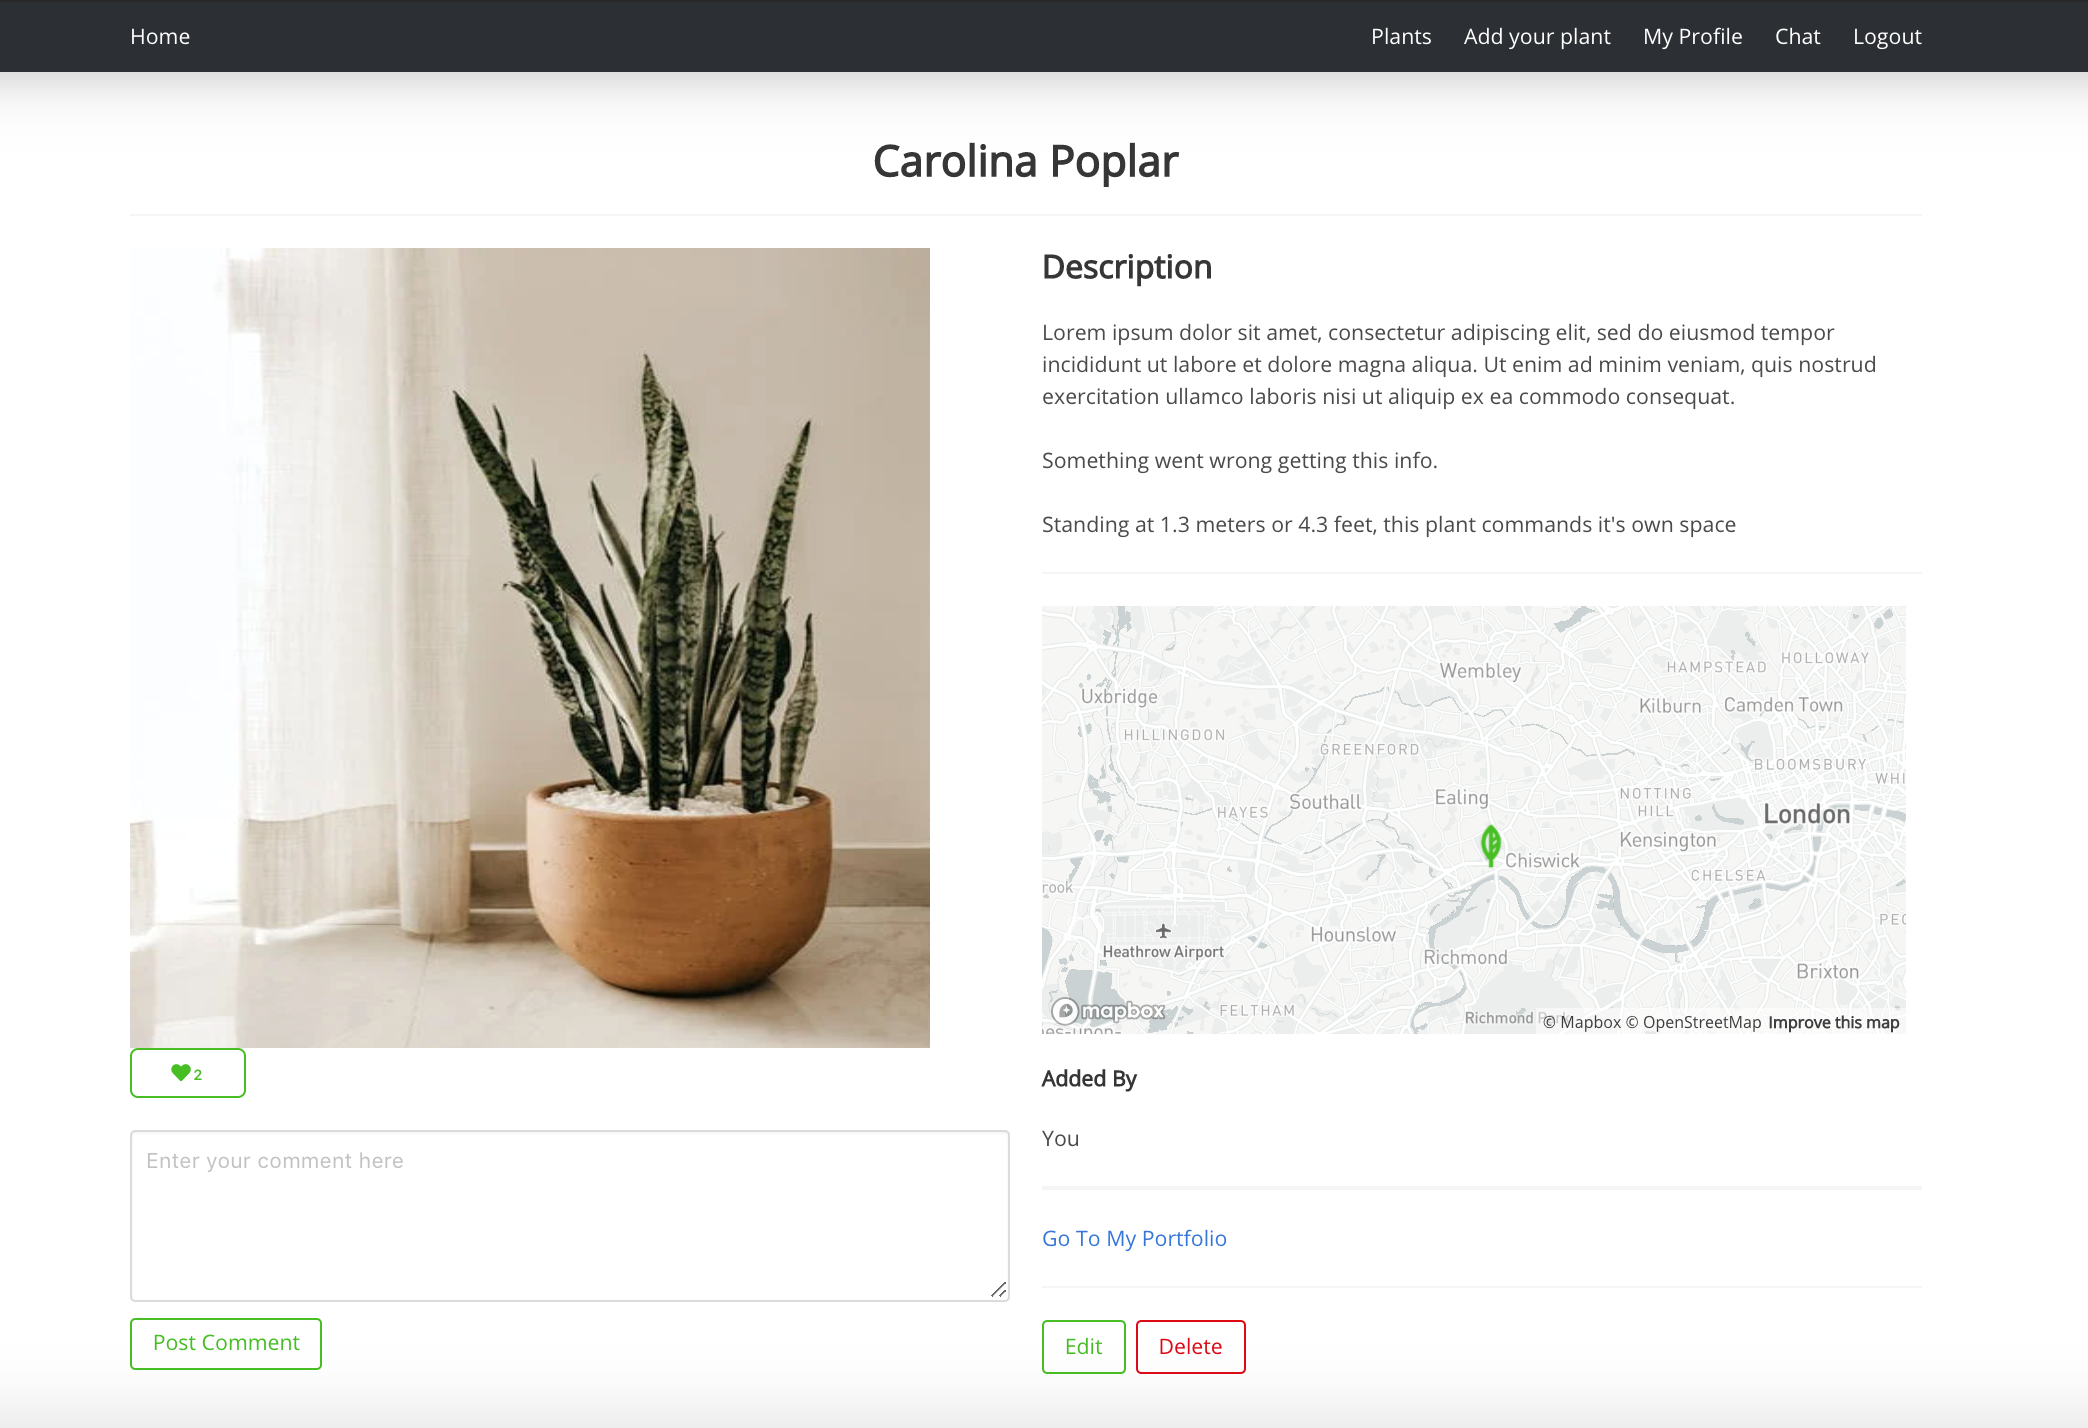 Home
Plants
Add your plant
My Profile
Chat
Logout
Carolina Poplar
Description
Lorem ipsum dolor sit amet, consectetur adipiscing elit, sed do eiusmod tempor
incididunt ut labore et dolore magna aliqua. Ut enim ad minim veniam, quis nostrud
exercitation ullamco laboris nisi ut aliquip ex ea commodo consequat.
Something went wrong getting this info.
Standing at 1.3 meters or 4.3 feet, this plant commands it's own space
Wembley
HAMPSTEAD
HOLLOWAY
Uxbridge
Kilburn
Camden Town
HILLINGDON
GREENFORD
BLOOMSBURY
WHI
NOTTING
HILL
Ealing
Southall
HAYES
London
Kensington
Chiswick
CHELSEA
rook
PEC
Hounslow
Heathrow Airport
Richmond
Brixton
mapbox
FELTHAM
Richmond
© Mapbox © OpenStreetMap Improve this map
2
Added By
You
Enter your comment here
Go To My Portfolio
Post Comment
Edit
Delete